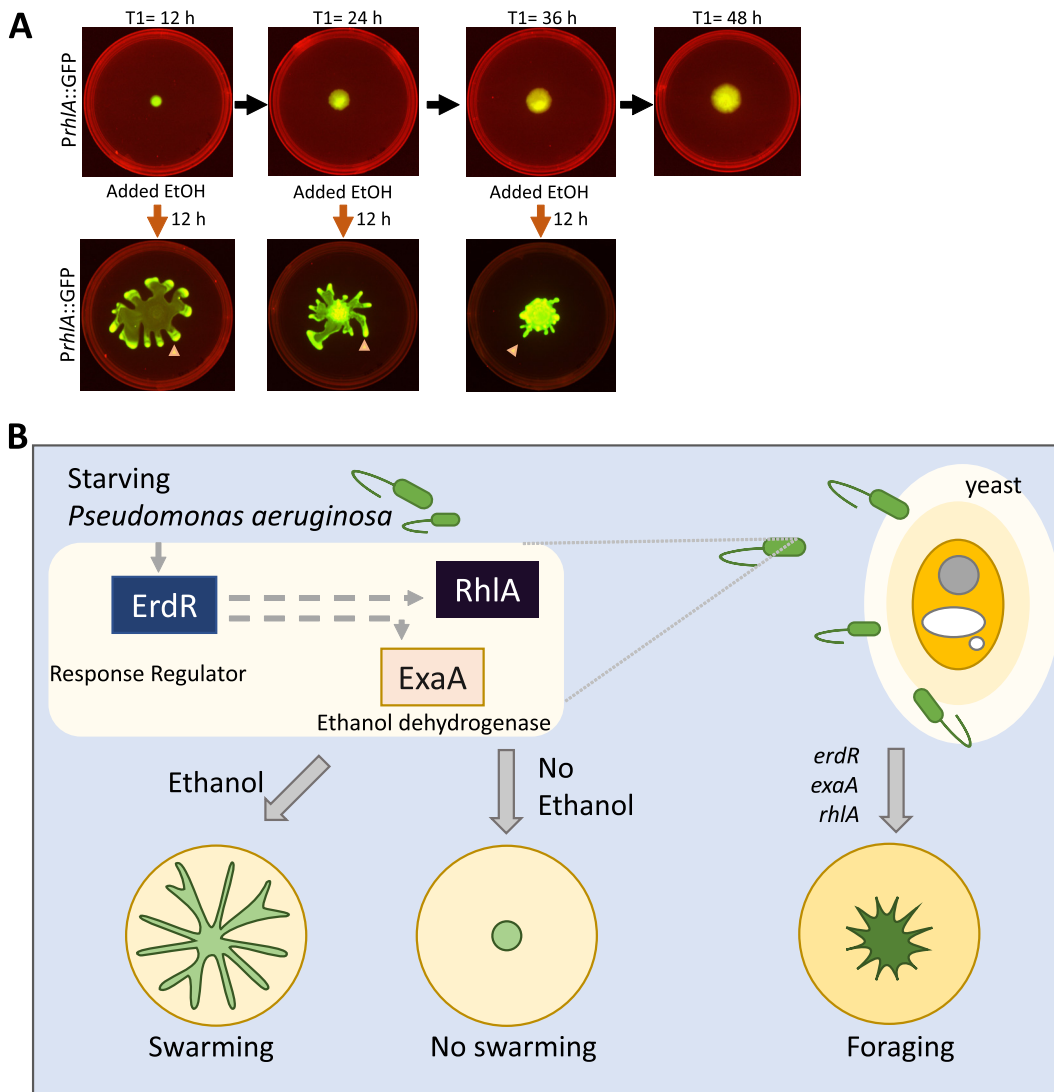 A
T1= 12 h
T1= 24 h
T1= 36 h
T1= 48 h
PrhlA::GFP
Added EtOH
Added EtOH
Added EtOH
12 h
12 h
12 h
PrhlA::GFP
B
Starving
Pseudomonas aeruginosa
yeast
ErdR
RhlA
Response Regulator
ExaA
Ethanol dehydrogenase
Ethanol
No
Ethanol
erdR
exaA
rhlA
Swarming
No swarming
Foraging